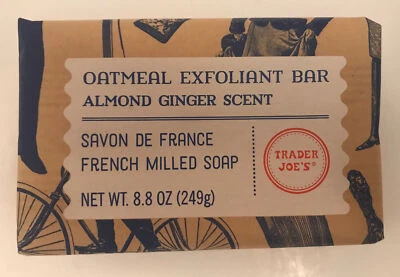 OATMEAL EXFOLIANT BAR
ALMOND GINGER SCENT
SAVON DE FRANCE
FRENCH MILLED SOAP
NET WT. 8.8 OZ (249g)
TRADER
JOE'S®